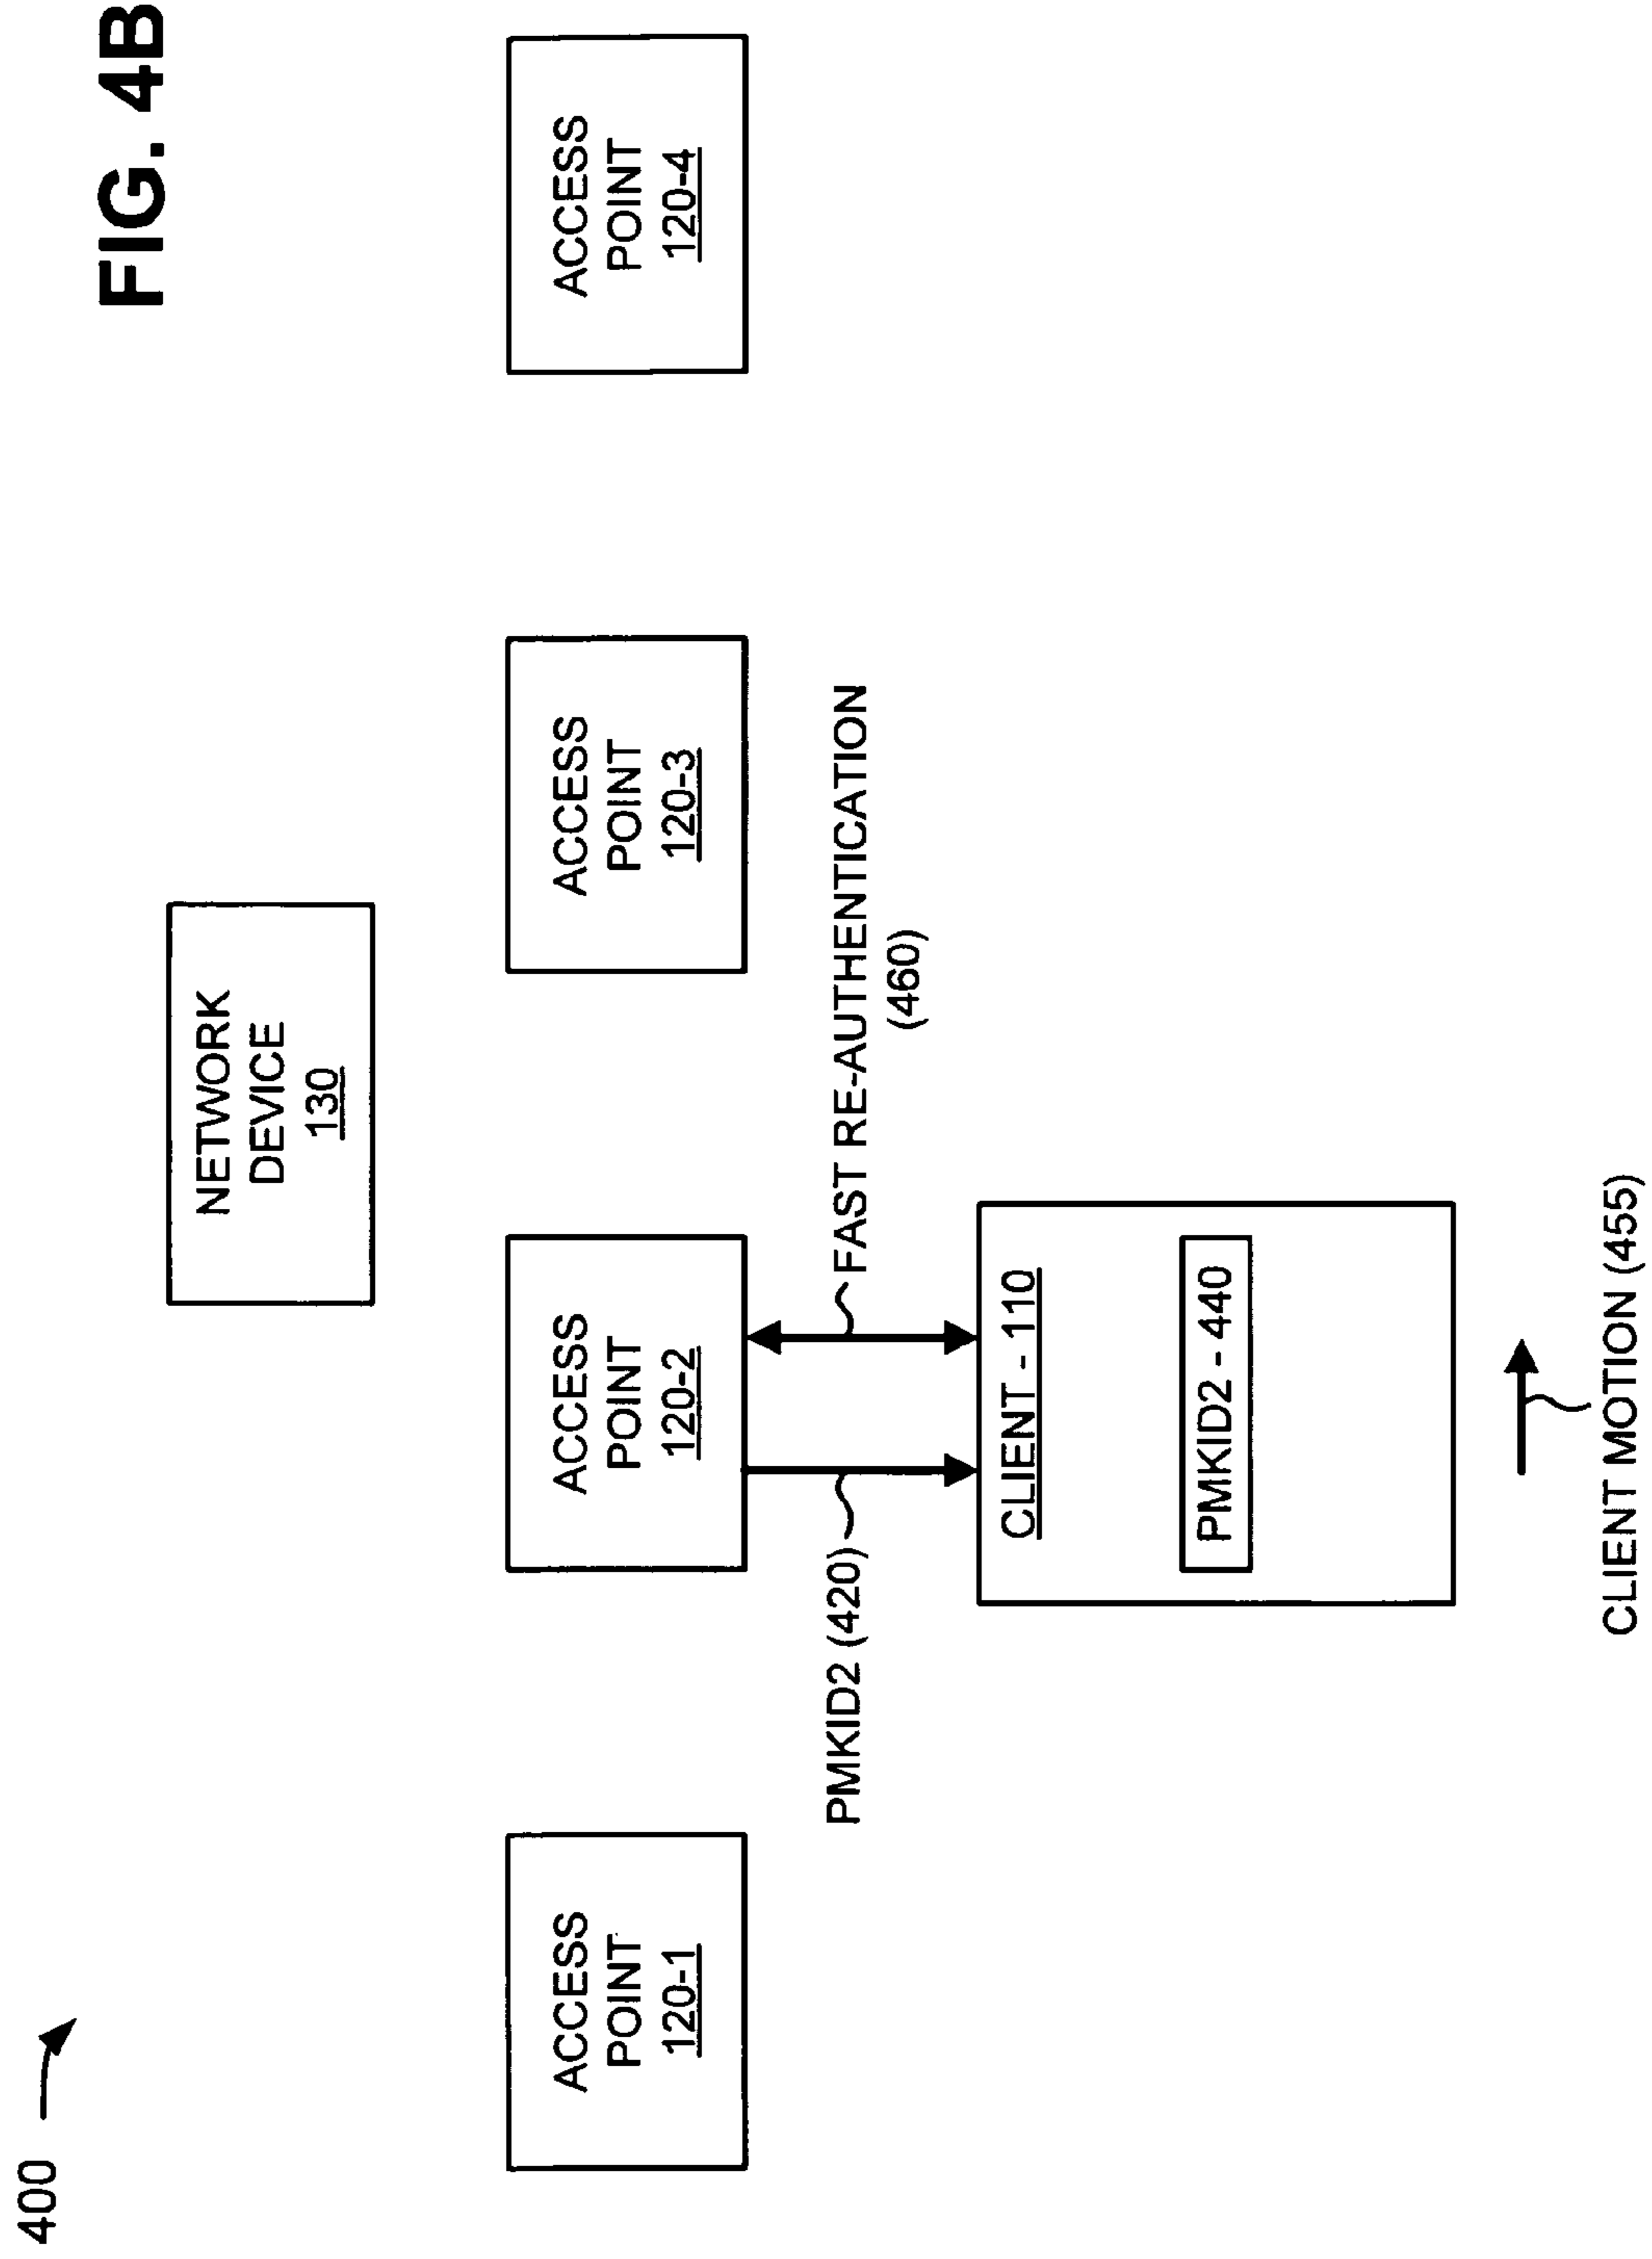 400
FIG. 4B
NETWORK
DEVICE
130
ACCESS
POINT
120-1
ACCESS
POINT
120-2
ACCESS
POINT
120-3
ACCESS
POINT
120-4
PMKID2 (420)
FAST RE-AUTHENTICATION
(460)
CLIENT - 110
PMKID2 - 440
CLIENT MOTION (455)